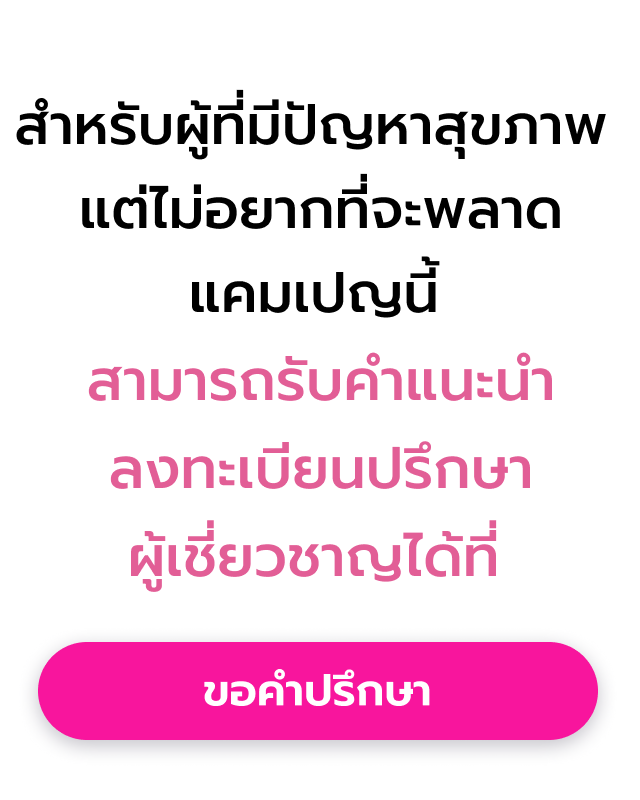 สำหรับผู้ที่มีปัญหาสุขภาพ
แต่ไม่อยากที่จะพลาด
แคมเปญนี้
สามารถรับคำแนะนำ
ลงทะเบียนปรึกษา
ผู้เชี่ยวชาญได้ที่
ขอคำปรึกษา